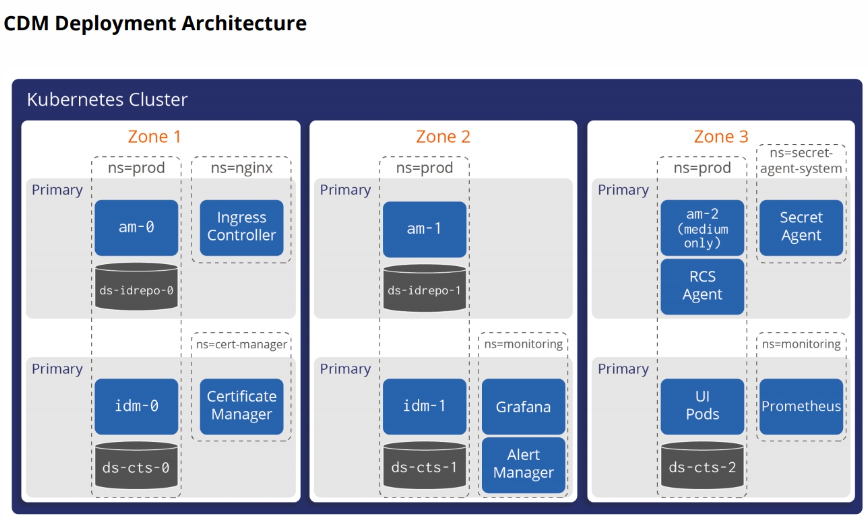 CDM Deployment Architecture
Kubernetes Cluster
Zone 1
ns=prod
ns=nginx
Primary
am-0
Ingress
Controller
ds-idrepo-0
ns=cert-manager
Primary
idm-0
Certificate
Manager
ds-cts-0
Zone 2
ns=prod
Primary
am-1
ds-idrepo-1
ns=monitoring
Primary
idm-1
Grafana
ds-cts-1
Alert
Manager
Zone 3
ns=prod
ns=secret-
agent-system
Primary
am-2
(medium
only)
Secret
Agent
RCS
Agent
ns=monitoring
Primary
UI
Pods
Prometheus
ds-cts-2